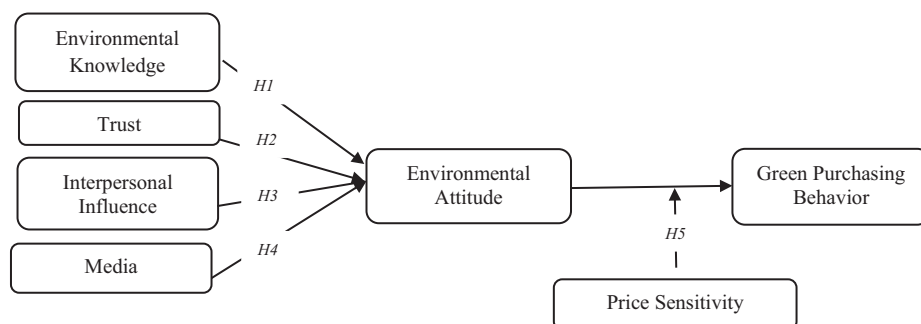 Environmental
Knowledge
H1
Trust
H2
Interpersonal
Influence
H3
Media
H4
Environmental
Attitude
Green Purchasing
Behavior
H5
Price Sensitivity